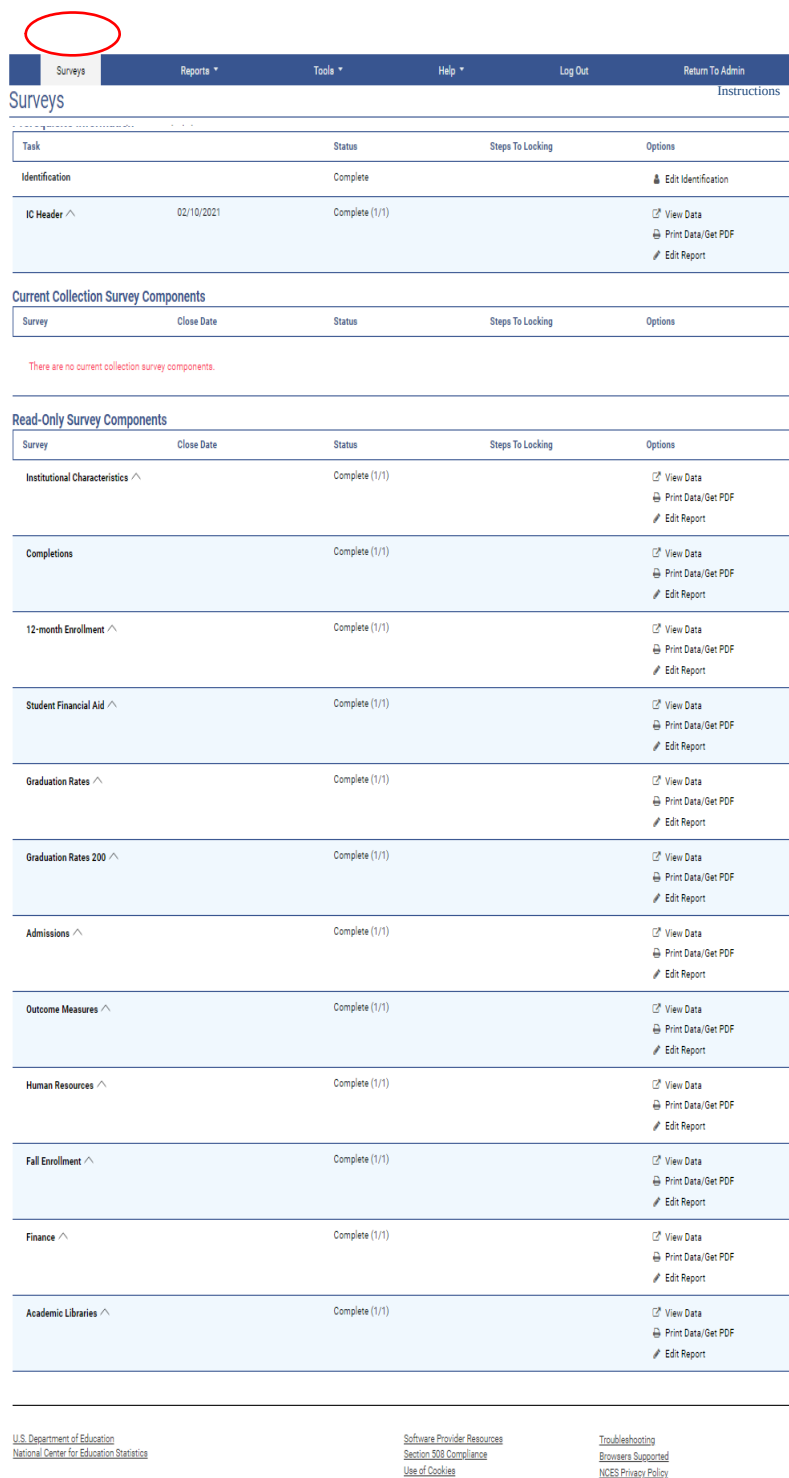 Surveys Reports Tools Help Log Out Return To Admin
Surveys Instructions
Task Status Steps To Locking Options
Identification Complete Edit Identification
IC Header 02/10/2021 Complete (1/1) View Data
Print Data/Get PDF
Edit Report
Current Collection Survey Components
Survey Close Date Status Steps To Locking Options
There are no current collection survey components.
Read-Only Survey Components
Survey Close Date Status Steps To Locking Options
Institutional Characteristics Complete (1/1) View Data
Print Data/Get PDF
Edit Report
Completions Complete (1/1) View Data
Print Data/Get PDF
Edit Report
12-month Enrollment Complete (1/1) View Data
Print Data/Get PDF
Edit Report
Student Financial Aid Complete (1/1) View Data
Print Data/Get PDF
Edit Report
Graduation Rates Complete (1/1) View Data
Print Data/Get PDF
Edit Report
Graduation Rates 200 Complete (1/1) View Data
Print Data/Get PDF
Edit Report
Admissions Complete (1/1) View Data
Print Data/Get PDF
Edit Report
Outcome Measures Complete (1/1) View Data
Print Data/Get PDF
Edit Report
Human Resources Complete (1/1) View Data
Print Data/Get PDF
Edit Report
Fall Enrollment Complete (1/1) View Data
Print Data/Get PDF
Edit Report
Finance Complete (1/1) View Data
Print Data/Get PDF
Edit Report
Academic Libraries Complete (1/1) View Data
Print Data/Get PDF
Edit Report
U.S. Department of Education Software Provider Resources Troubleshooting
National Center for Education Statistics Section 508 Compliance Browsers Supported
Use of Cookies NCES Privacy Policy